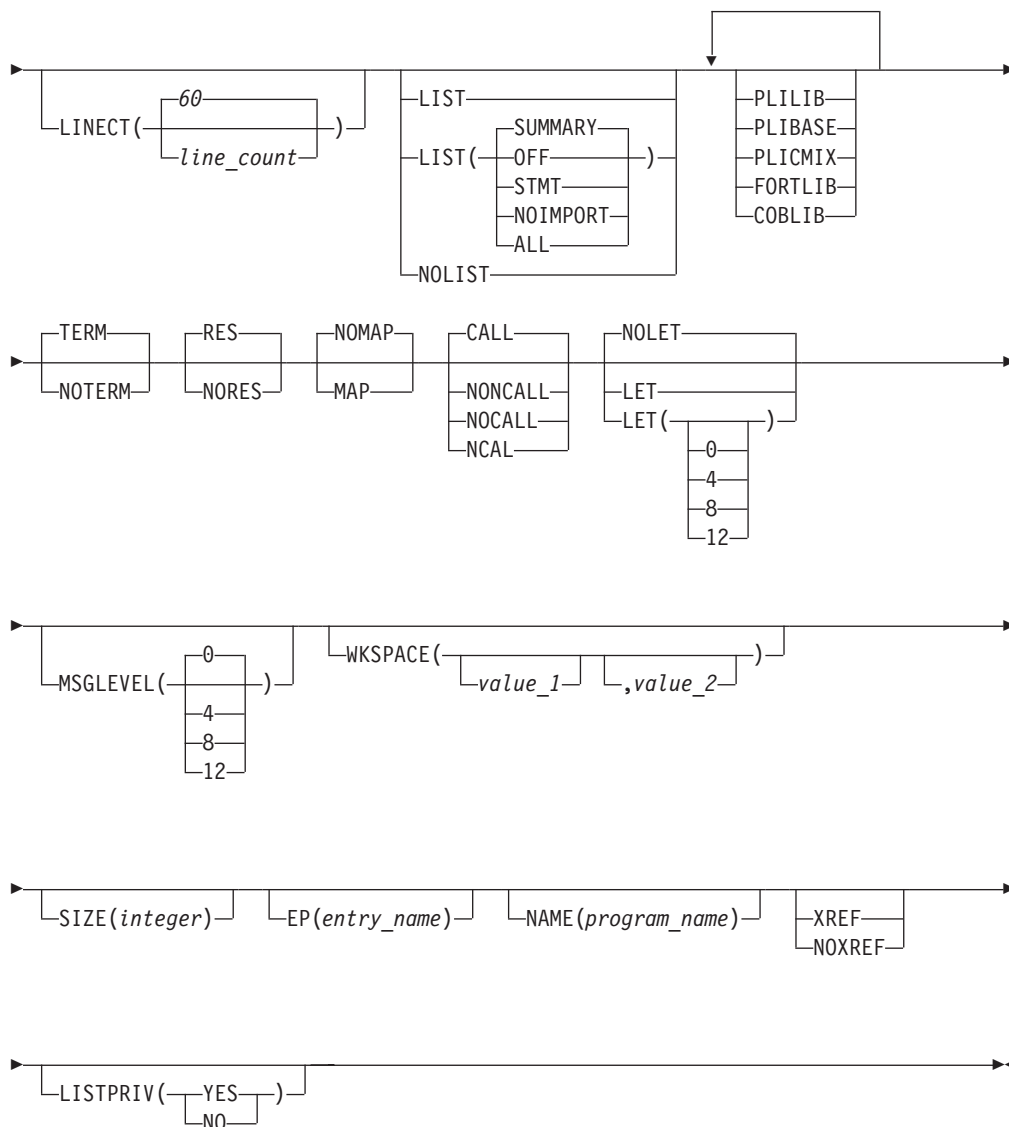 LINECT( 60 )
line_count
LIST
LIST( SUMMARY )
OFF
STMT
NOIMPORT
ALL
NOLIST
PLILIB
PLIBASE
PLICMIX
FORTLIB
COBLIB
TERM
NOTERM
RES
NORES
NOMAP
MAP
CALL
NONCALL
NOCALL
NCAL
NOLET
LET
LET( )
0
4
8
12
MSGLEVEL( 0 )
4
8
12
WKSPACE( value_1 ,value_2 )
SIZE(integer)
EP(entry_name)
NAME(program_name)
XREF
NOXREF
LISTPRIV( YES )
NO